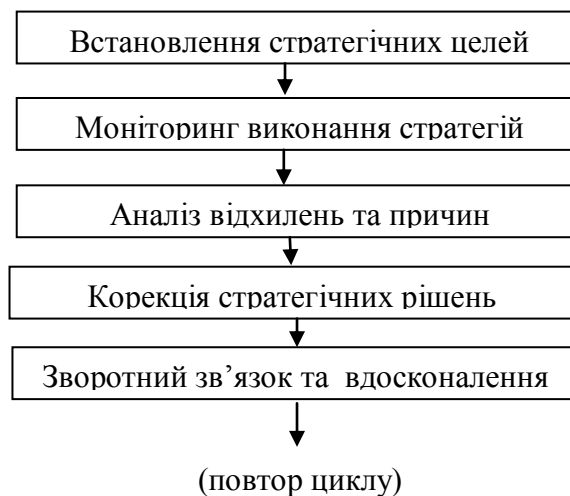 Встановлення стратегічних целей
Моніторинг виконання стратегій
Аналіз відхилень та причин
Корекція стратегічних рішень
Зворотний зв’язок та вдосконалення
(повтор циклу)